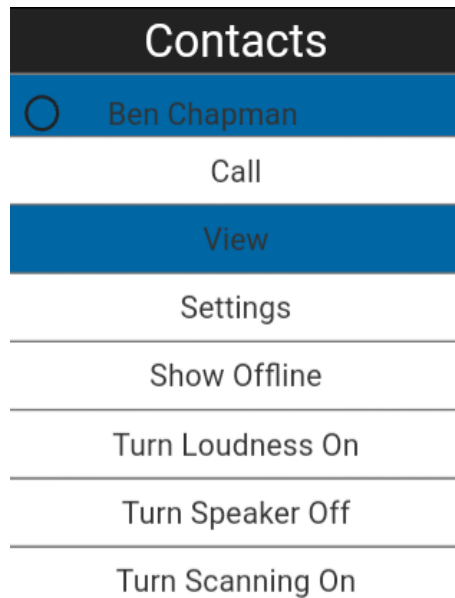 Contacts
Ben Chapman
Call
View
Settings
Show Offline
Turn Loudness On
Turn Speaker Off
Turn Scanning On